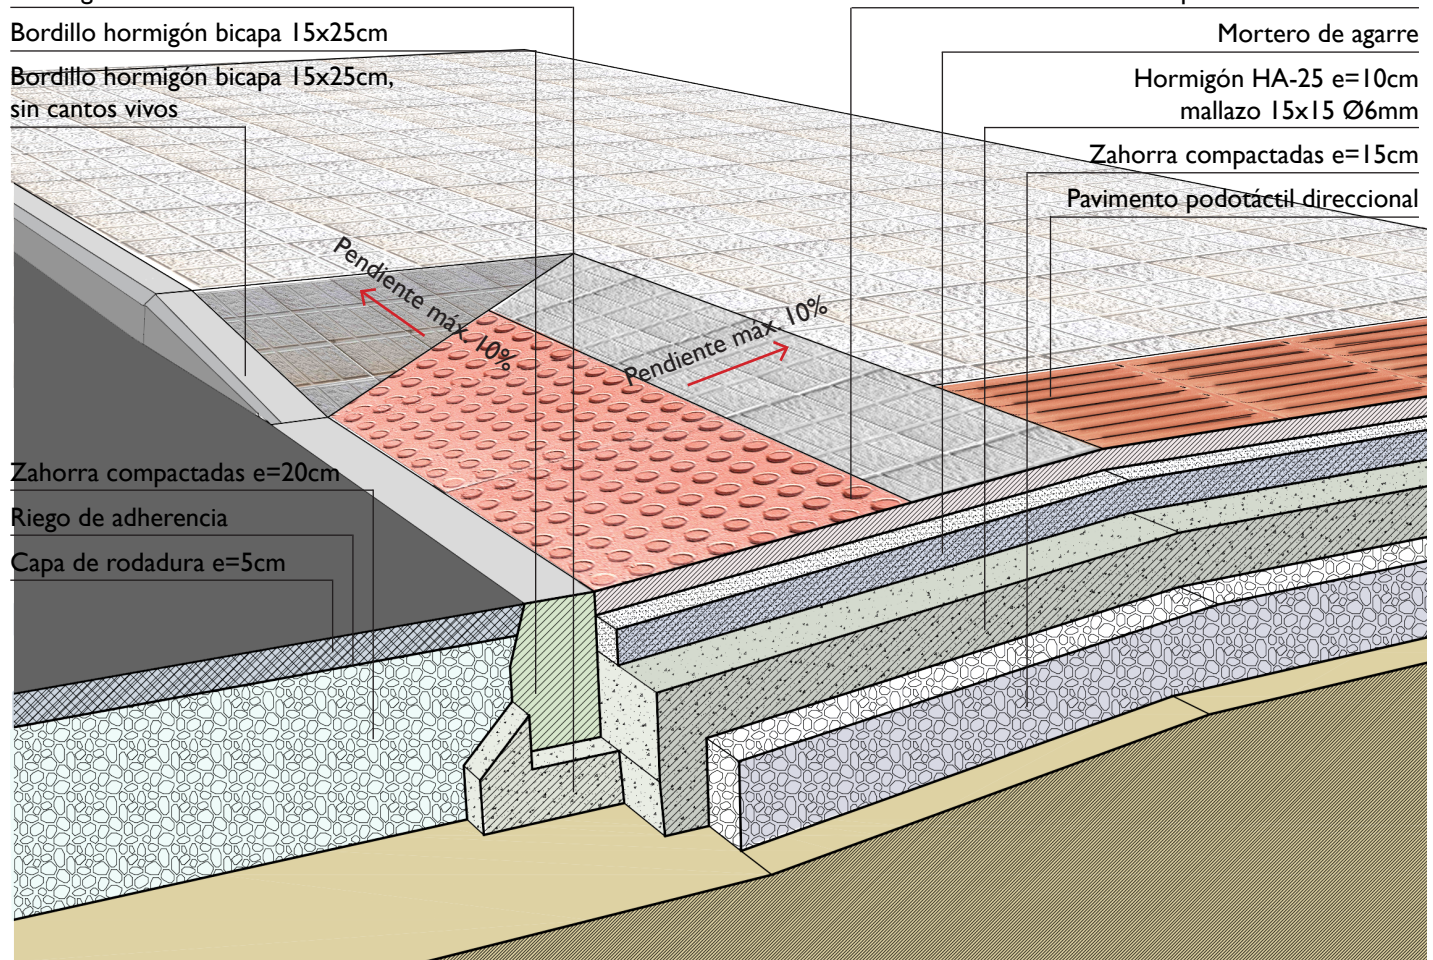 Bordillo hormigón bicapa 15x25cm
Bordillo hormigón bicapa 15x25cm,
sin cantos vivos
Mortero de agarre
Hormigón HA-25 e=10cm
mallazo 15x15 Ø6mm
Zahorra compactadas e=15cm
Pavimento podotáctil direccional
Pendiente máx. 10%
Pendiente máx. 10%
Zahorra compactadas e=20cm
Riego de adherencia
Capa de rodadura e=5cm